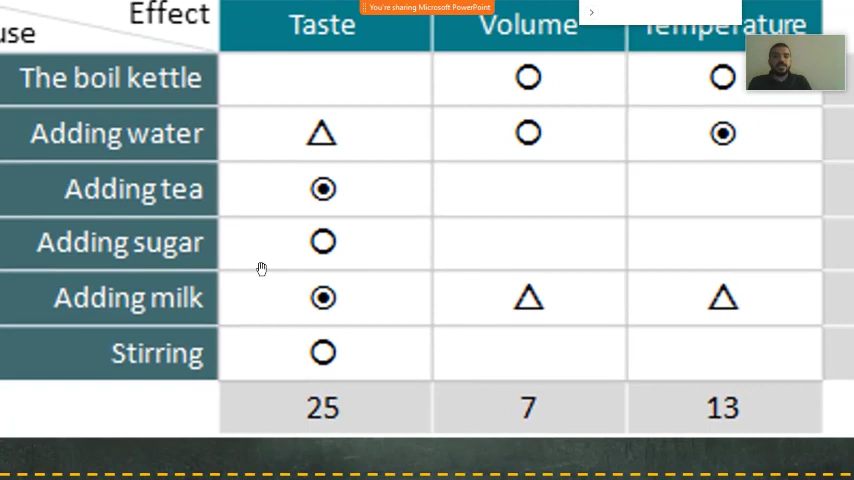 You're sharing Microsoft PowerPoint
Effect
use
Taste Volume Temperature
The boil kettle
Adding water
Adding tea
Adding sugar
Adding milk
Stirring
25 7 13